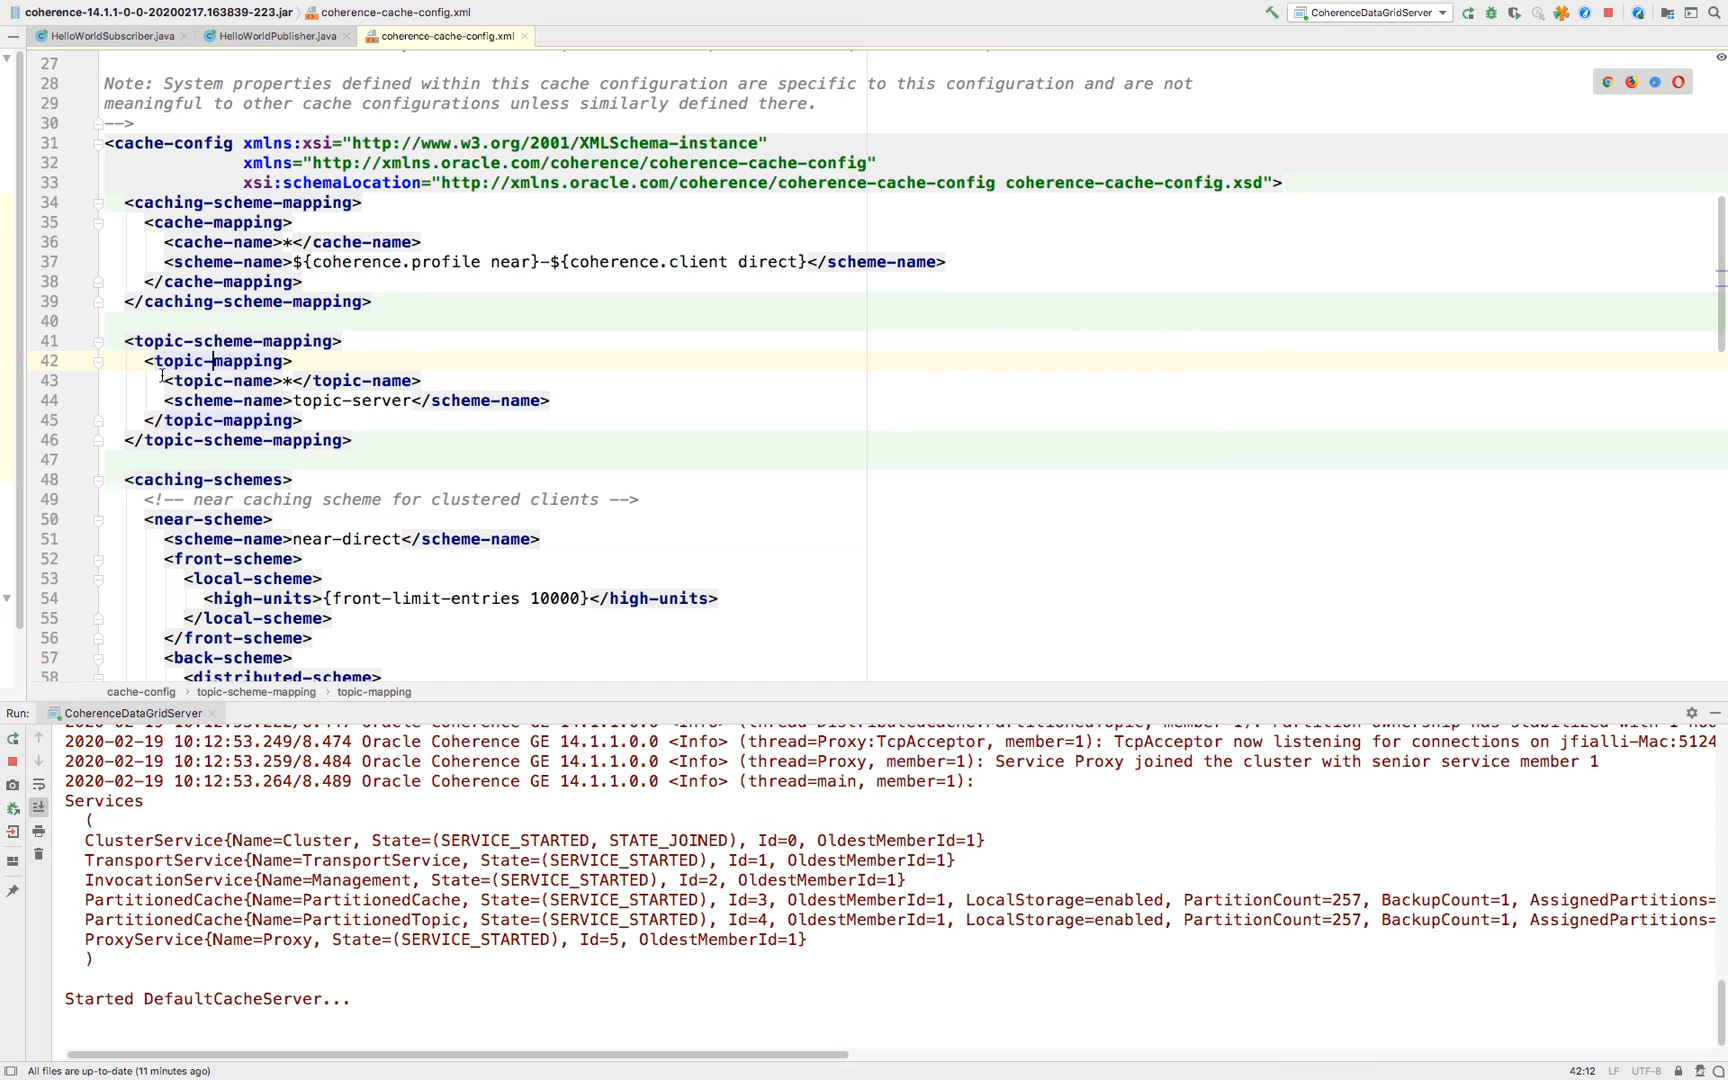 coherence-14.1.1-0-0-20200217.163839-223.jar › coherence-cache-config.xml
CoherenceDataGridServer
HelloWorldSubscriber.java × HelloWorldPublisher.java × coherence-cache-config.xml ×
27
28 Note: System properties defined within this cache configuration are specific to this configuration and are not
29 meaningful to other cache configurations unless similarly defined there.
30 -->
31 <cache-config xmlns:xsi="http://www.w3.org/2001/XMLSchema-instance"
32 xmlns="http://xmlns.oracle.com/coherence/coherence-cache-config"
33 xsi:schemaLocation="http://xmlns.oracle.com/coherence/coherence-cache-config coherence-cache-config.xsd">
34 <caching-scheme-mapping>
35 <cache-mapping>
36 <cache-name>*</cache-name>
37 <scheme-name>${coherence.profile near}-${coherence.client direct}</scheme-name>
38 </cache-mapping>
39 </caching-scheme-mapping>
40
41 <topic-scheme-mapping>
42 <topic-mapping>
43 <topic-name>*</topic-name>
44 <scheme-name>topic-server</scheme-name>
45 </topic-mapping>
46 </topic-scheme-mapping>
47
48 <caching-schemes>
49 <!-- near caching scheme for clustered clients -->
50 <near-scheme>
51 <scheme-name>near-direct</scheme-name>
52 <front-scheme>
53 <local-scheme>
54 <high-units>{front-limit-entries 10000}</high-units>
55 </local-scheme>
56 </front-scheme>
57 <back-scheme>
58 <distributed-scheme>
cache-config › topic-scheme-mapping › topic-mapping
Run: CoherenceDataGridServer ×
2020-02-19 10:12:53.249/8.474 Oracle Coherence GE 14.1.1.0.0 <Info> (thread=Proxy:TcpAcceptor, member=1): TcpAcceptor now listening for connections on jfialli-Mac:5124
2020-02-19 10:12:53.259/8.484 Oracle Coherence GE 14.1.1.0.0 <Info> (thread=Proxy, member=1): Service Proxy joined the cluster with senior service member 1
2020-02-19 10:12:53.264/8.489 Oracle Coherence GE 14.1.1.0.0 <Info> (thread=main, member=1):
Services
(
ClusterService{Name=Cluster, State=(SERVICE_STARTED, STATE_JOINED), Id=0, OldestMemberId=1}
TransportService{Name=TransportService, State=(SERVICE_STARTED), Id=1, OldestMemberId=1}
InvocationService{Name=Management, State=(SERVICE_STARTED), Id=2, OldestMemberId=1}
PartitionedCache{Name=PartitionedCache, State=(SERVICE_STARTED), Id=3, OldestMemberId=1, LocalStorage=enabled, PartitionCount=257, BackupCount=1, AssignedPartitions=
PartitionedCache{Name=PartitionedTopic, State=(SERVICE_STARTED), Id=4, OldestMemberId=1, LocalStorage=enabled, PartitionCount=257, BackupCount=1, AssignedPartitions=
ProxyService{Name=Proxy, State=(SERVICE_STARTED), Id=5, OldestMemberId=1}
)
Started DefaultCacheServer...
All files are up-to-date (11 minutes ago) 42:12 LF UTF-8